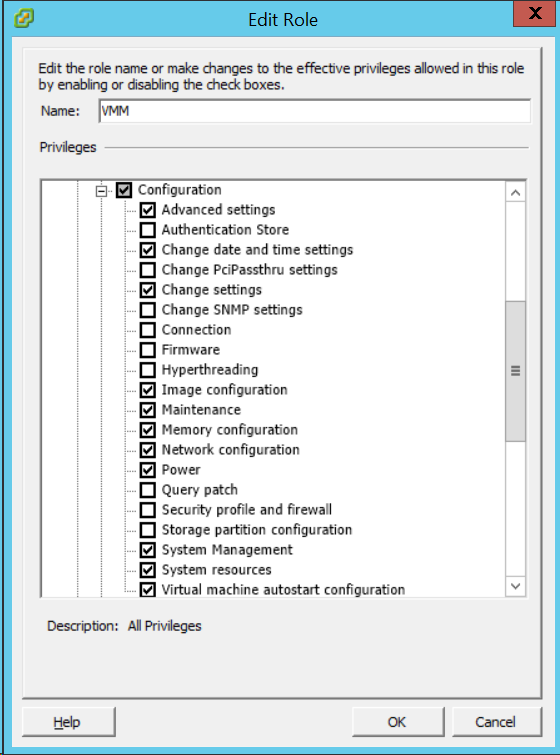 Edit Role
X
Edit the role name or make changes to the effective privileges allowed in this role
by enabling or disabling the check boxes.
Name: VMM
Privileges
Configuration
Advanced settings
Authentication Store
Change date and time settings
Change PciPassthru settings
Change settings
Change SNMP settings
Connection
Firmware
Hyperthreading
Image configuration
Maintenance
Memory configuration
Network configuration
Power
Query patch
Security profile and firewall
Storage partition configuration
System Management
System resources
Virtual machine autostart configuration
Description: All Privileges
Help OK Cancel